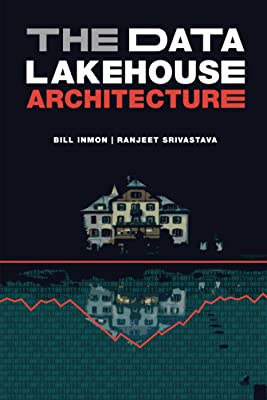 THE DATA
LAKEHOUSE
ARCHITECTURE
BILL INMON | RANJEET SRIVASTAVA